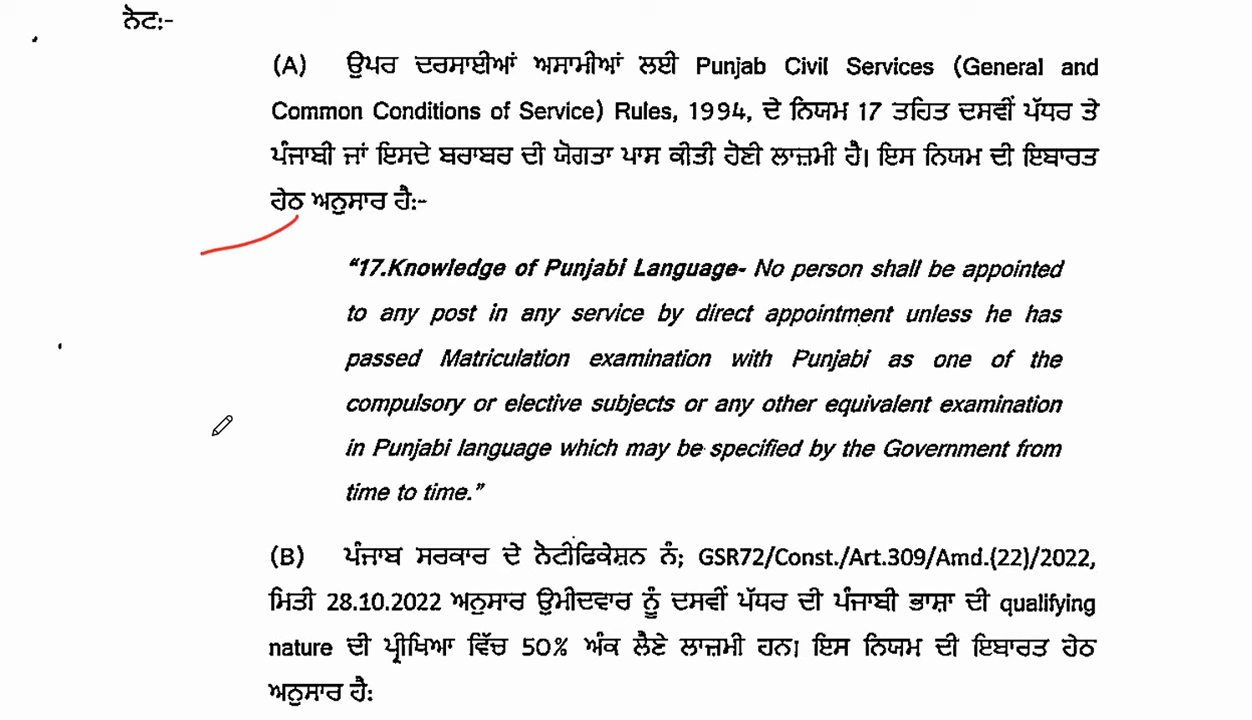 ਨੋਟ:-
(A) ਉਪਰ ਦਰਸਾਈਆਂ ਅਸਾਮੀਆਂ ਲਈ Punjab Civil Services (General and
Common Conditions of Service) Rules, 1994, ਦੇ ਨਿਯਮ 17 ਤਹਿਤ ਦਸਵੀਂ ਪੱਧਰ ਤੇ
ਪੰਜਾਬੀ ਜਾਂ ਇਸਦੇ ਬਰਾਬਰ ਦੀ ਯੋਗਤਾ ਪਾਸ ਕੀਤੀ ਹੋਣੀ ਲਾਜ਼ਮੀ ਹੈ। ਇਸ ਨਿਯਮ ਦੀ ਇਬਾਰਤ
ਹੇਠ ਅਨੁਸਾਰ ਹੈ:-
“17.Knowledge of Punjabi Language- No person shall be appointed
to any post in any service by direct appointment unless he has
passed Matriculation examination with Punjabi as one of the
compulsory or elective subjects or any other equivalent examination
in Punjabi language which may be specified by the Government from
time to time.”
(B) ਪੰਜਾਬ ਸਰਕਾਰ ਦੇ ਨੋਟੀਫਿਕੇਸ਼ਨ ਨੰ; GSR72/Const./Art.309/Amd.(22)/2022,
ਮਿਤੀ 28.10.2022 ਅਨੁਸਾਰ ਉਮੀਦਵਾਰ ਨੂੰ ਦਸਵੀਂ ਪੱਧਰ ਦੀ ਪੰਜਾਬੀ ਭਾਸ਼ਾ ਦੀ qualifying
nature ਦੀ ਪ੍ਰੀਖਿਆ ਵਿੱਚ 50% ਅੰਕ ਲੈਣੇ ਲਾਜ਼ਮੀ ਹਨ। ਇਸ ਨਿਯਮ ਦੀ ਇਬਾਰਤ ਹੇਠ
ਅਨੁਸਾਰ ਹੈ: